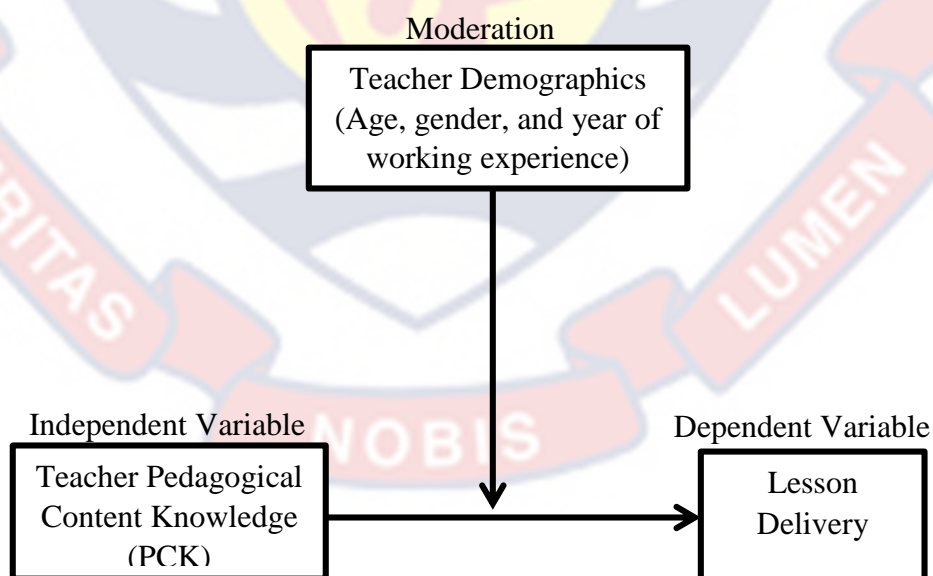 Moderation
Teacher Demographics
(Age, gender, and year of
working experience)
RITAS
LUMEN
NOBIS
Independent Variable
Teacher Pedagogical
Content Knowledge
(PCK)
Dependent Variable
Lesson
Delivery